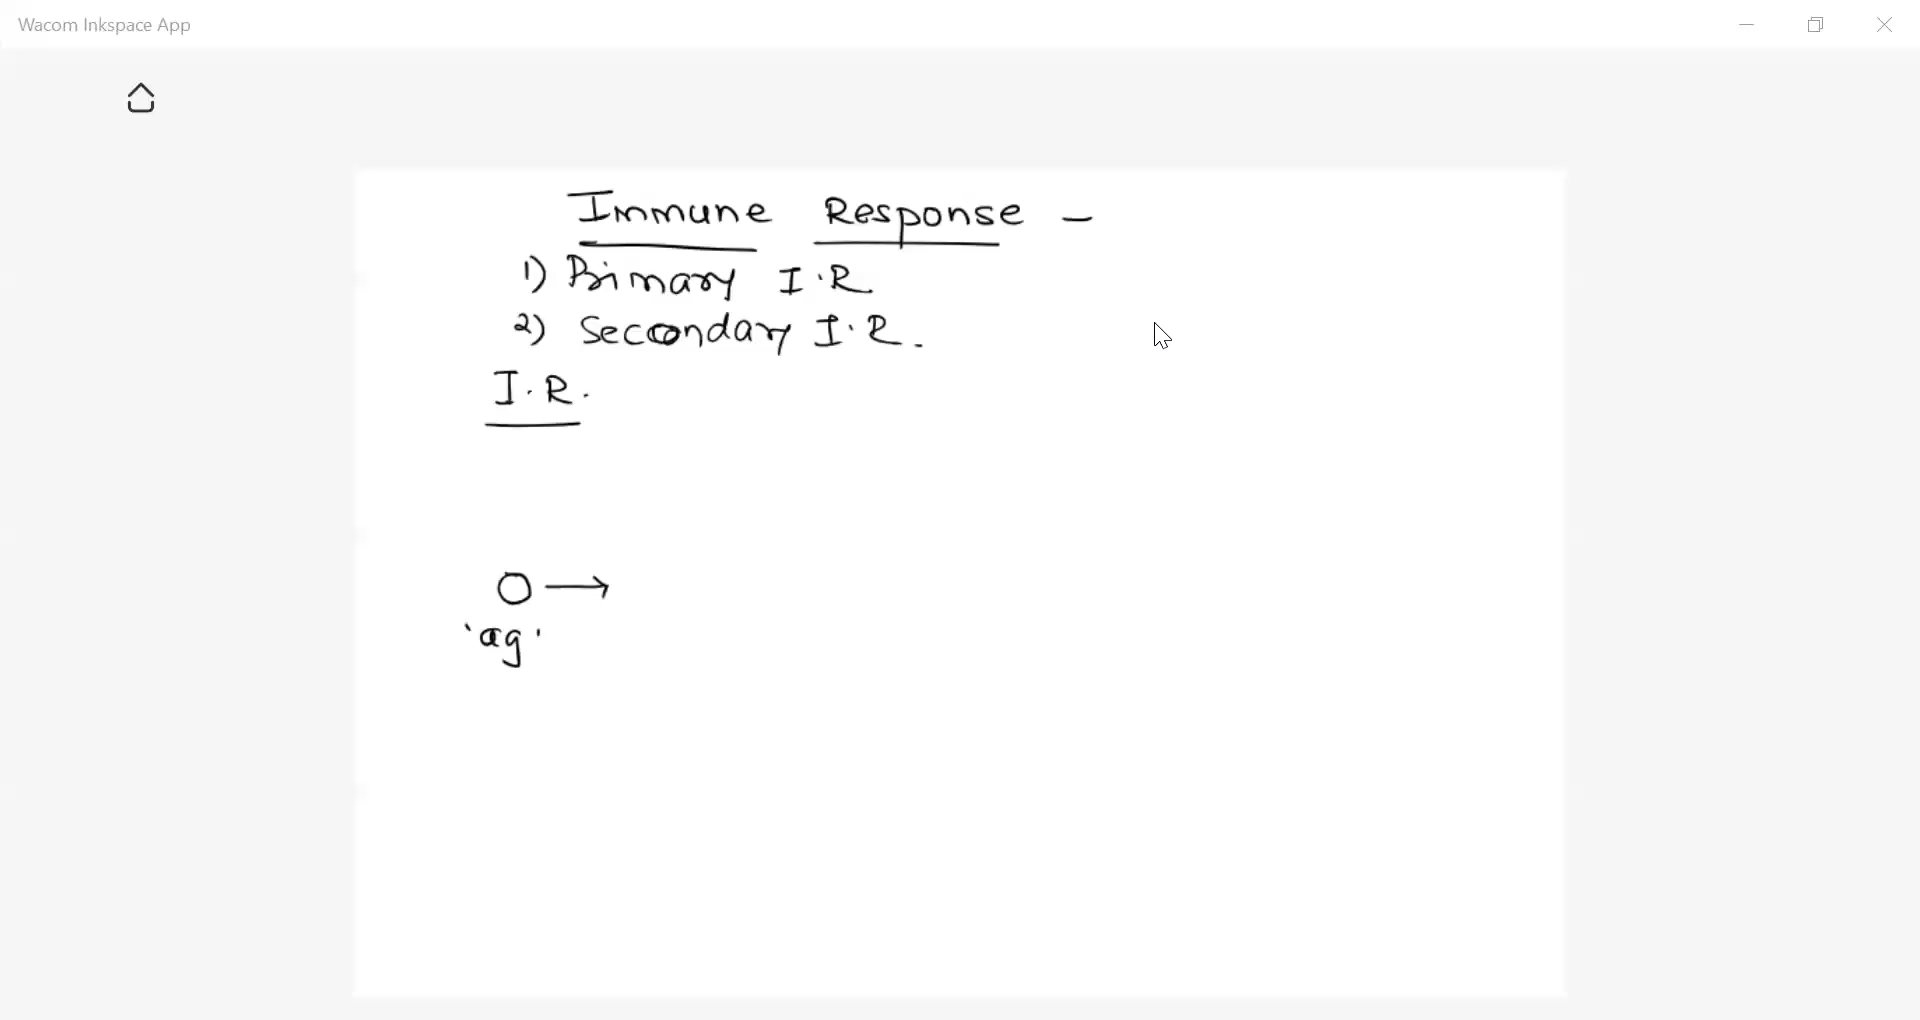 Wacom Inkspace App
Immune Response -
1) Primary I.R
2) Secondary I.R.
I.R.
'ag'